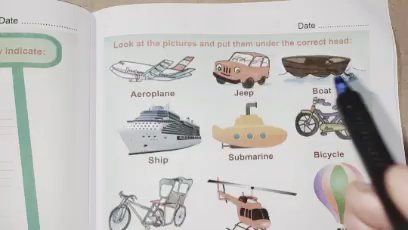 Date
Date
y indicate:
Look at the pictures and put them under the correct head:
Aeroplane
Jeep
Boat
Ship
Submarine
Bicycle